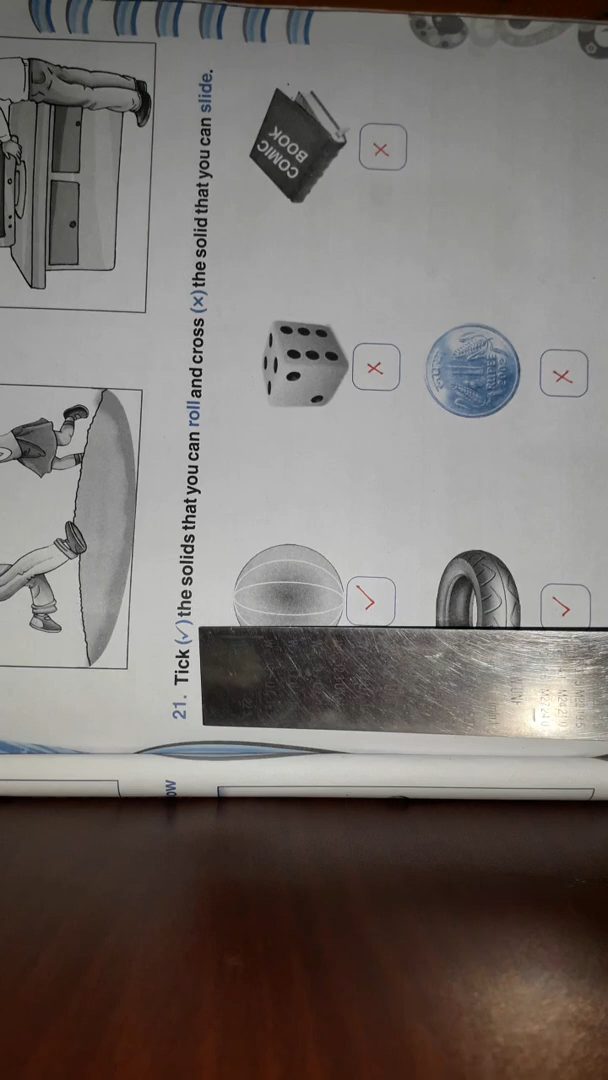 21. Tick (✓) the solids that you can roll and cross (×) the solid that you can slide.
COMIC
BOOK
ow